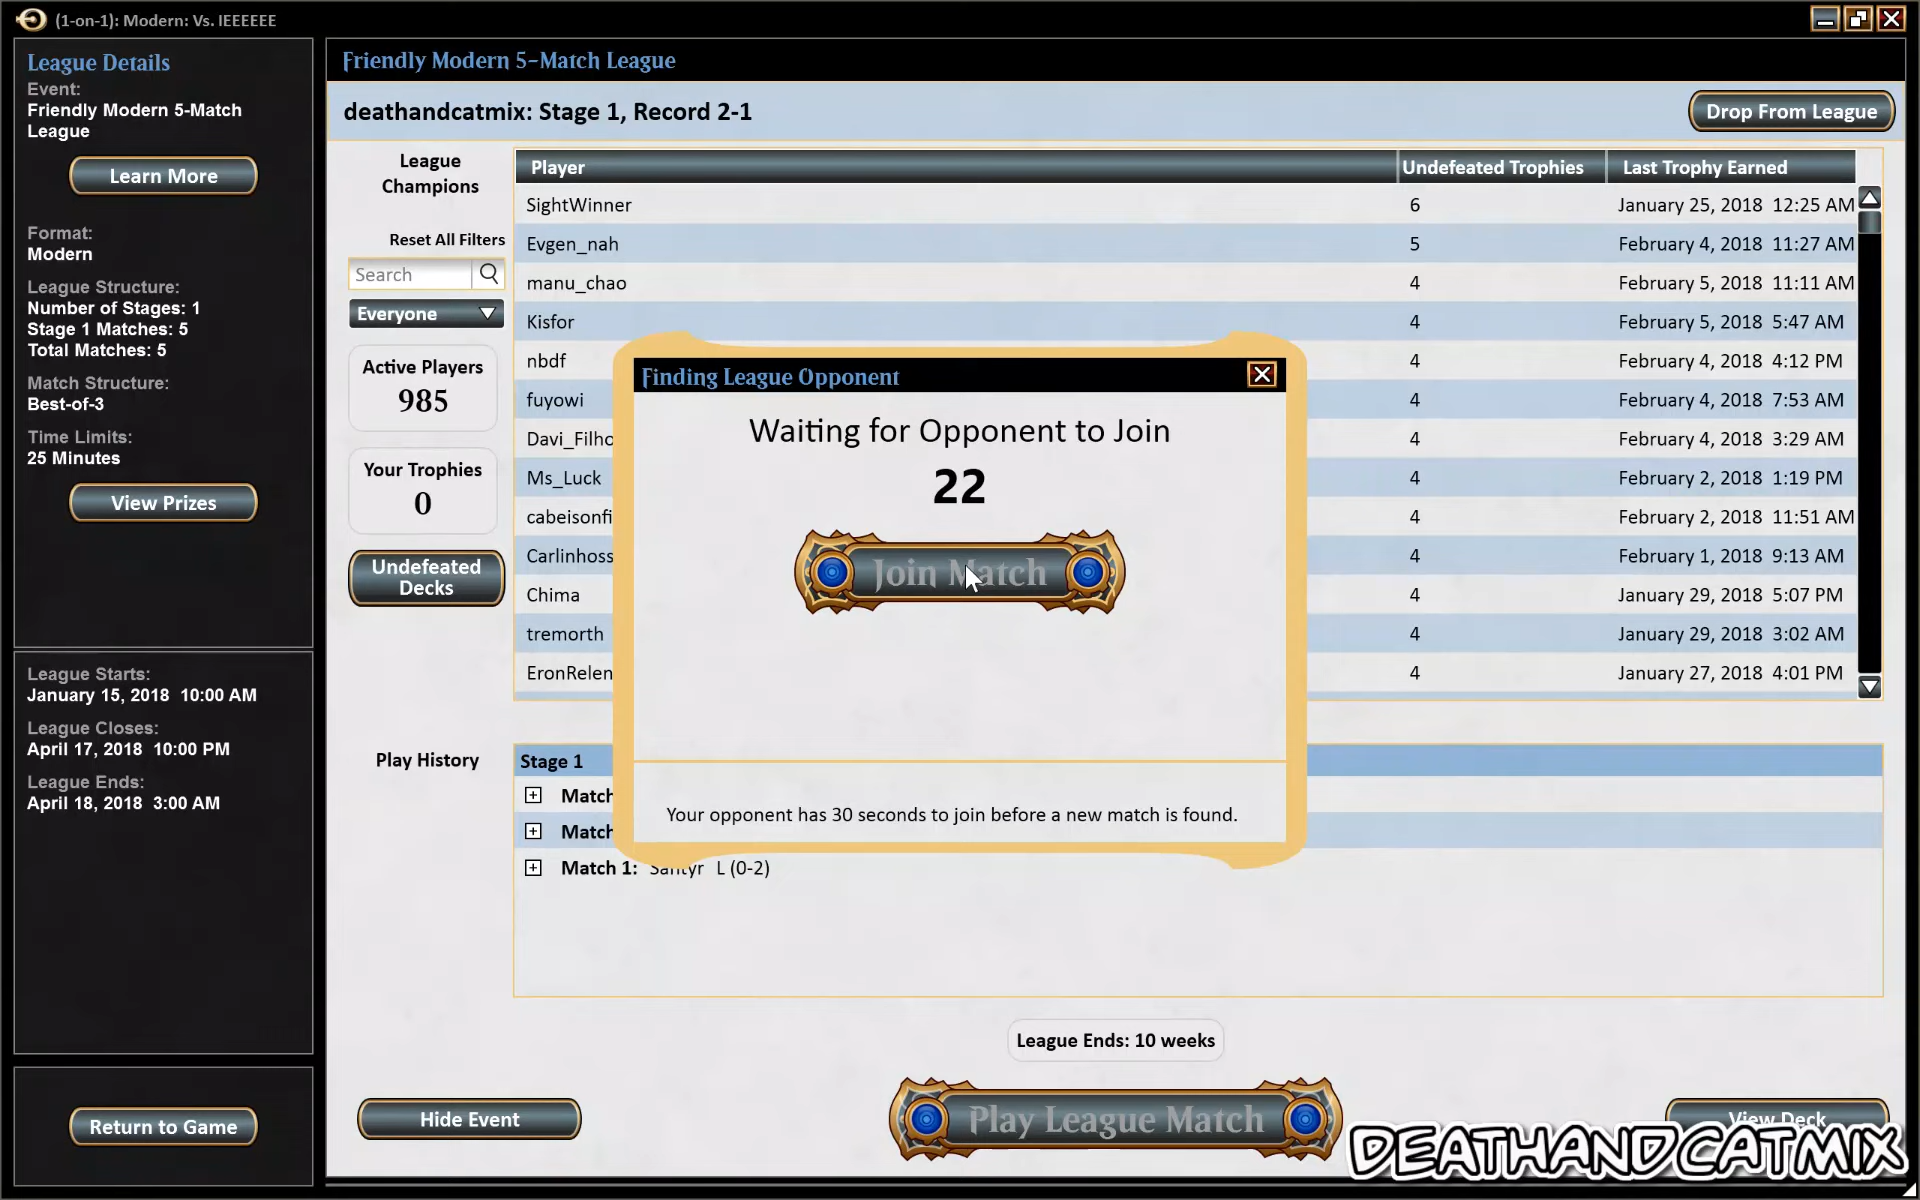 (1-on-1): Modern: Vs. IEEEEEE
League Details
Event:
Friendly Modern 5-Match
League
Learn More
Format:
Modern
League Structure:
Number of Stages: 1
Stage 1 Matches: 5
Total Matches: 5
Match Structure:
Best-of-3
Time Limits:
25 Minutes
View Prizes
League Starts:
January 15, 2018 10:00 AM
League Closes:
April 17, 2018 10:00 PM
League Ends:
April 18, 2018 3:00 AM
Return to Game
Friendly Modern 5-Match League
deathandcatmix: Stage 1, Record 2-1
Drop From League
League
Champions
Reset All Filters
Search
Everyone
Active Players
985
Your Trophies
0
Undefeated
Decks
Player Undefeated Trophies Last Trophy Earned
SightWinner 6 January 25, 2018 12:25 AM
Evgen_nah 5 February 4, 2018 11:27 AM
manu_chao 4 February 5, 2018 11:11 AM
Kisfor 4 February 5, 2018 5:47 AM
nbdf 4 February 4, 2018 4:12 PM
fuyowi 4 February 4, 2018 7:53 AM
Davi_Filho 4 February 4, 2018 3:29 AM
Ms_Luck 4 February 2, 2018 1:19 PM
cabeisonfi 4 February 2, 2018 11:51 AM
Carlinhoss 4 February 1, 2018 9:13 AM
Chima 4 January 29, 2018 5:07 PM
tremorth 4 January 29, 2018 3:02 AM
EronRelen 4 January 27, 2018 4:01 PM
Finding League Opponent
Waiting for Opponent to Join
22
Join Match
Your opponent has 30 seconds to join before a new match is found.
Play History
Stage 1
Match
Match
Match 1: Santyr L (0-2)
League Ends: 10 weeks
Hide Event
Play League Match
View Deck
DEATHANDCATMIX